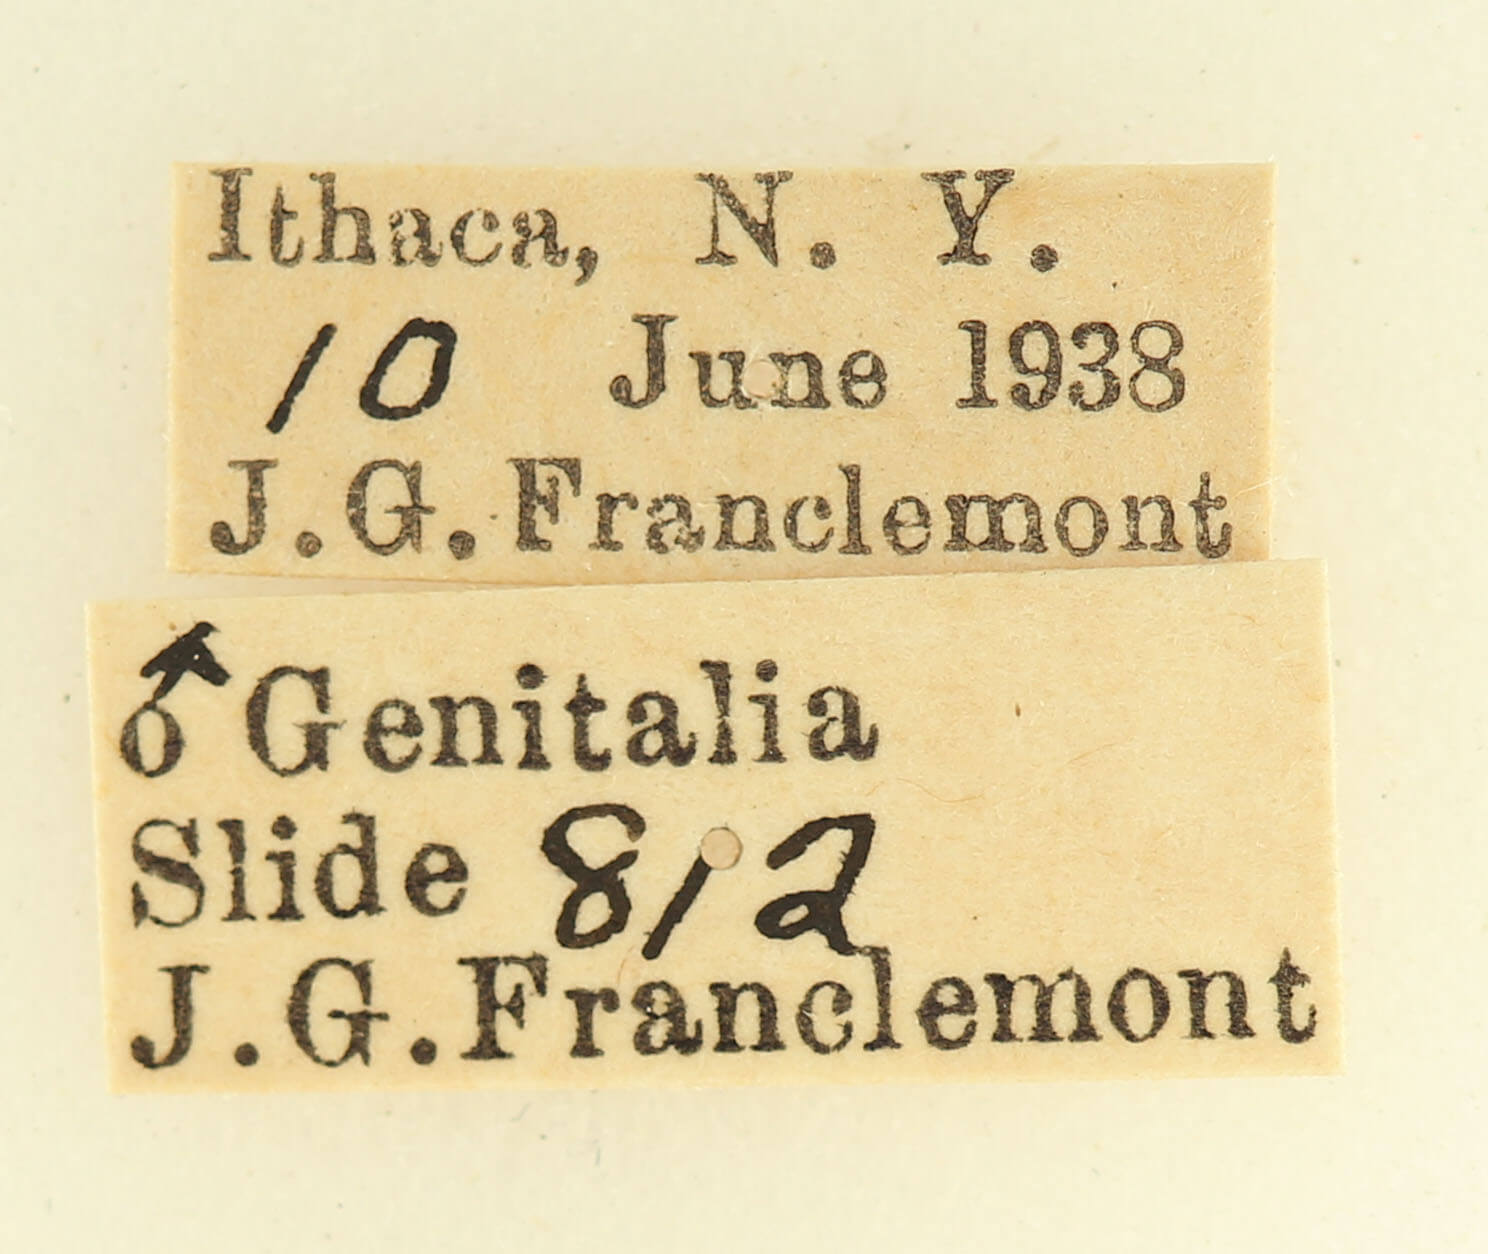 Ithaca, N. Y.
10 June 1938
J.G.Franclemont
♂ Genitalia
Slide 812
J.G.Franclemont